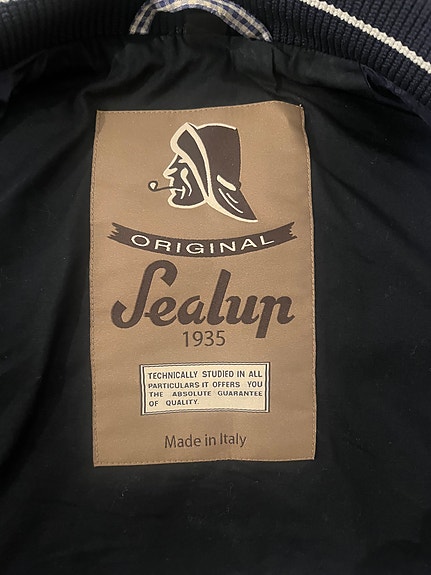 ORIGINAL
Sealup
1935
TECHNICALLY STUDIED IN ALL
PARTICULARS IT OFFERS YOU
THE ABSOLUTE GUARANTEE
OF QUALITY.
Made in Italy